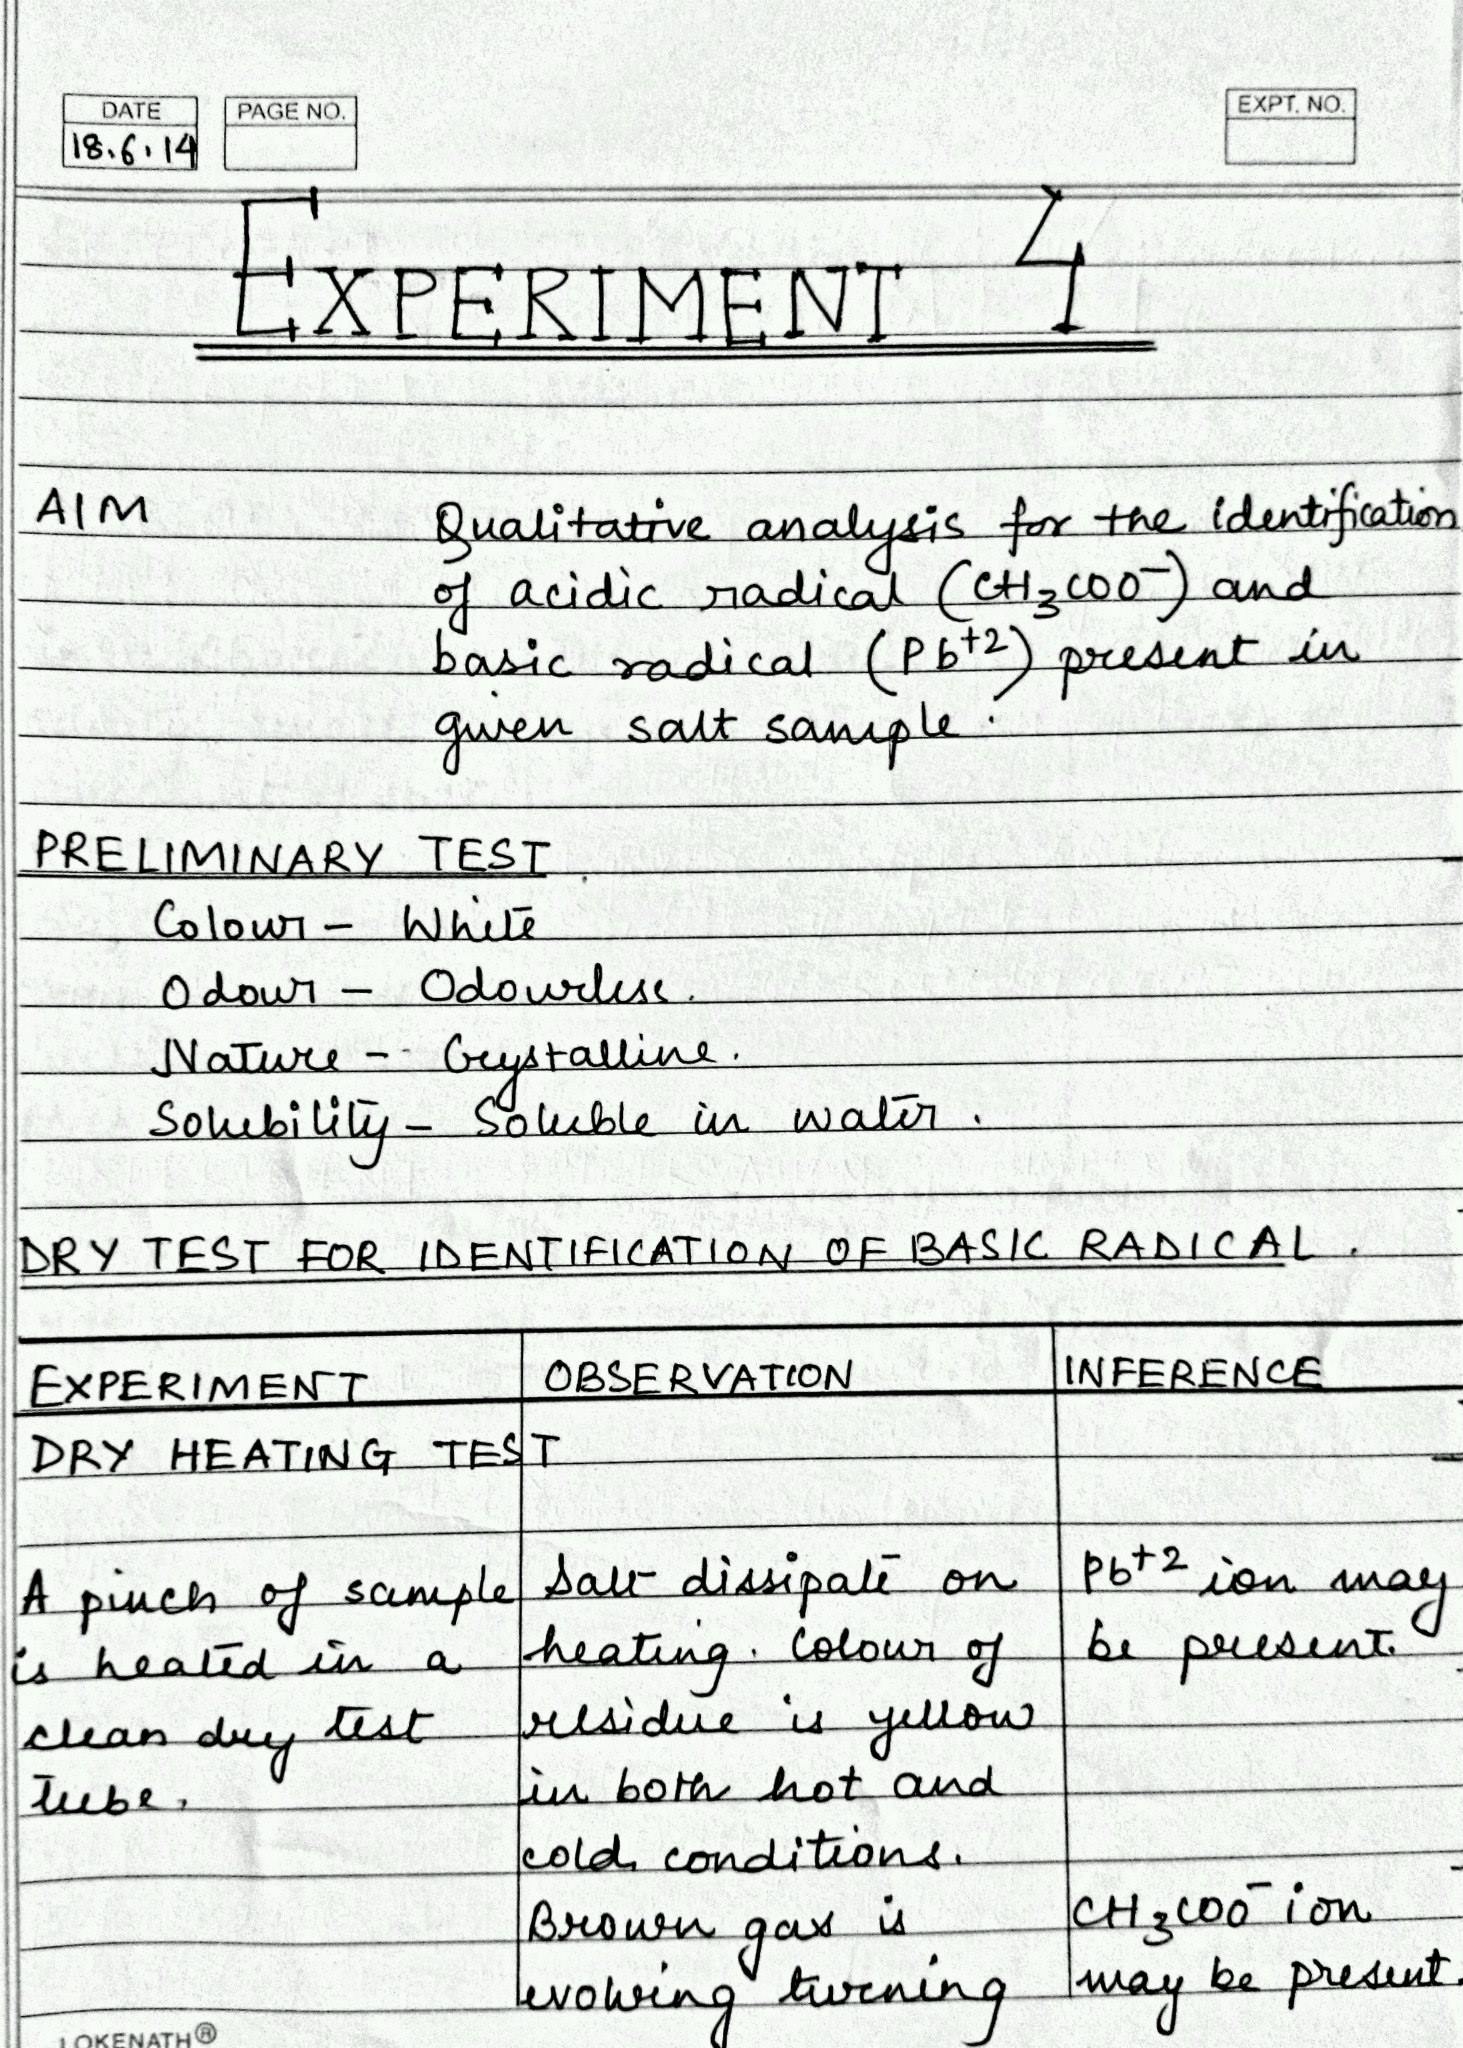 DATE PAGE NO. EXPT. NO.
18.6.14
EXPERIMENT 4
AIM Qualitative analysis for the identification
of acidic radical (CH₃COO⁻) and
basic radical (Pb⁺²) present in
given salt sample.
PRELIMINARY TEST
Colour - White
Odour - Odourless.
Nature - Crystalline.
Solubility - Soluble in water.
DRY TEST FOR IDENTIFICATION OF BASIC RADICAL.
EXPERIMENT OBSERVATION INFERENCE
DRY HEATING TEST
A pinch of sample
is heated in a
clean dry test
tube.
Salt dissipate on
heating. Colour of
residue is yellow
in both hot and
cold conditions.
Brown gas is
evolving turning
Pb⁺² ion may
be present.
CH₃COO⁻ ion
may be present.
LOKENATH®